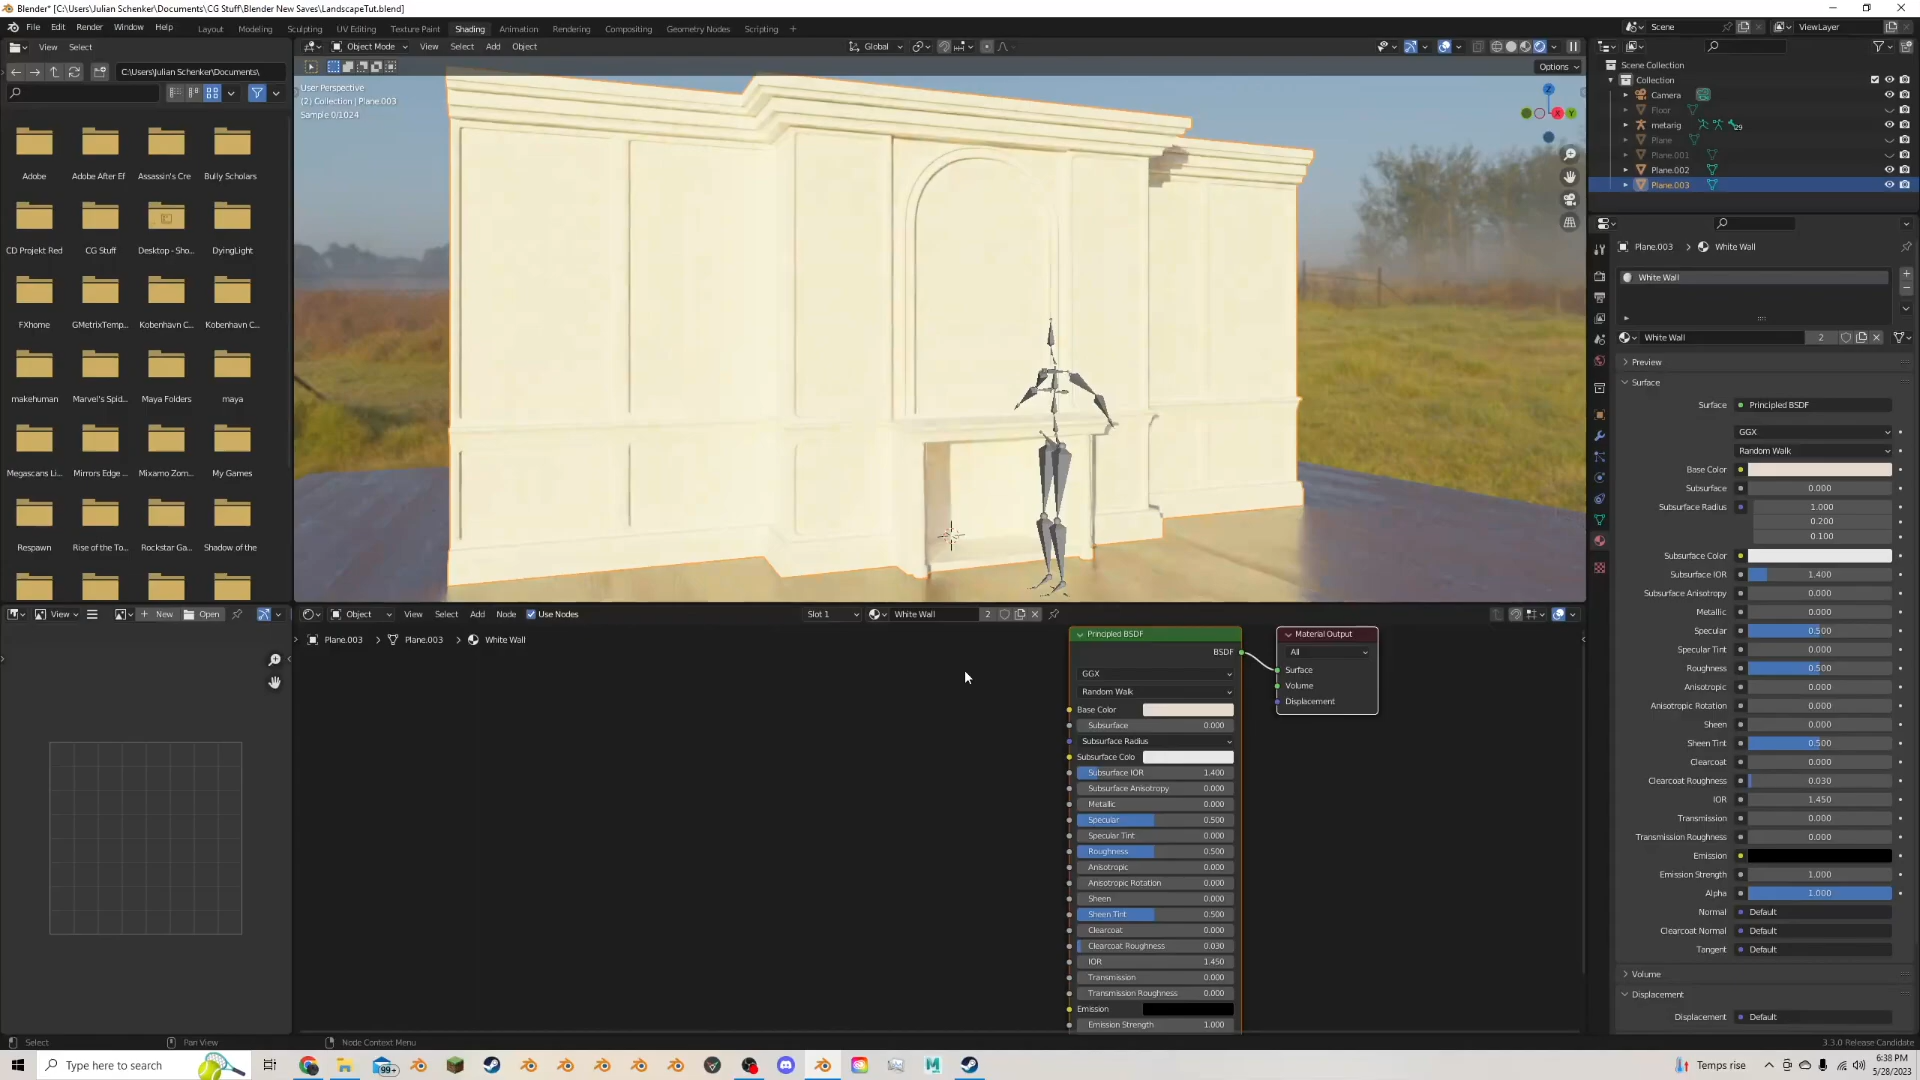 Blender* [C:\Users\Julian Schenker\Documents\CG Stuff\Blender New Saves\LandscapeTut.blend]
File Edit Render Window Help Layout Modeling Sculpting UV Editing Texture Paint Shading Animation Rendering Compositing Geometry Nodes Scripting + Scene ViewLayer
View Select
C:\Users\Julian Schenker\Documents\
Adobe Adobe After Ef Assassin's Cre Bully Scholars
CD Projekt Red CG Stuff Desktop - Sho... DyingLight
FXhome GMetrixTemp... Kobenhavn C... Kobenhavn C...
makehuman Marvel's Spid... Maya Folders maya
Megascans Li... Mirrors Edge ... Mixamo Zom... My Games
Respawn Rise of the To... Rockstar Ga... Shadow of the
Object Mode View Select Add Object Global
Options
User Perspective
(2) Collection | Plane.003
Sample 0/1024
Z
X
Y
Scene Collection
Collection
Camera
Floor
metarig 29
Plane
Plane.001
Plane.002
Plane.003
Plane.003 > White Wall
White Wall
White Wall 2
Preview
Surface
Surface Principled BSDF
GGX
Random Walk
Base Color
Subsurface 0.000
Subsurface Radius 1.000
0.200
0.100
Subsurface Color
Subsurface IOR 1.400
Subsurface Anisotropy 0.000
Metallic 0.000
Specular 0.500
Specular Tint 0.000
Roughness 0.500
Anisotropic 0.000
Anisotropic Rotation 0.000
Sheen 0.000
Sheen Tint 0.500
Clearcoat 0.000
Clearcoat Roughness 0.030
IOR 1.450
Transmission 0.000
Transmission Roughness 0.000
Emission
Emission Strength 1.000
Alpha 1.000
Normal Default
Clearcoat Normal Default
Tangent Default
Volume
Displacement
Displacement Default
View + New Open
Object View Select Add Node Use Nodes Slot 1 White Wall 2
Plane.003 > Plane.003 > White Wall
Principled BSDF
BSDF
GGX
Random Walk
Base Color
Subsurface 0.000
Subsurface Radius
Subsurface Colo
Subsurface IOR 1.400
Subsurface Anisotropy 0.000
Metallic 0.000
Specular 0.500
Specular Tint 0.000
Roughness 0.500
Anisotropic 0.000
Anisotropic Rotation 0.000
Sheen 0.000
Sheen Tint 0.500
Clearcoat 0.000
Clearcoat Roughness 0.030
IOR 1.450
Transmission 0.000
Transmission Roughness 0.000
Emission
Emission Strength 1.000
Material Output
All
Surface
Volume
Displacement
Select Pan View Node Context Menu 3.3.0 Release Candidate
Type here to search 99+ Temps rise 6:38 PM
5/28/2023